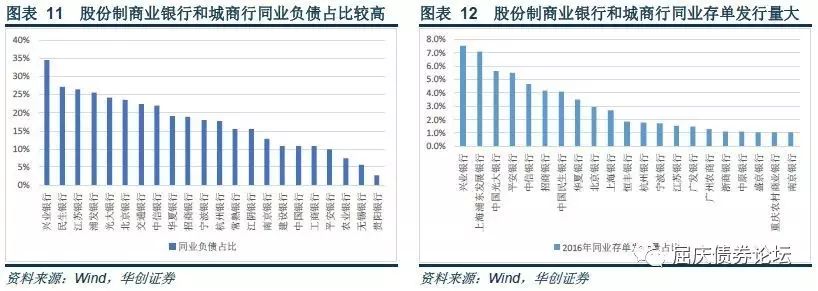 图表 11 股份制商业银行和城商行同业负债占比较高
40%
35%
30%
25%
20%
15%
10%
5%
0%
兴业银行
民生银行
江苏银行
浦发银行
光大银行
北京银行
交通银行
中信银行
华夏银行
招商银行
宁波银行
杭州银行
常熟银行
江阴银行
南京银行
建设银行
中国银行
工商银行
平安银行
农业银行
无锡银行
贵阳银行
同业负债占比
资料来源：Wind，华创证券
图表 12 股份制商业银行和城商行同业存单发行量大
8.0%
7.0%
6.0%
5.0%
4.0%
3.0%
2.0%
1.0%
0.0%
兴业银行
上海浦东发展银行
中国光大银行
平安银行
中信银行
招商银行
中国民生银行
华夏银行
北京银行
上海银行
恒生银行
杭州银行
宁波银行
江苏银行
广发银行
广州农商行
浙商银行
中原银行
盛京银行
重庆农村商业银行
南京银行
2016年同业存单发 量占比
屈庆债券论坛
资料来源：Wind，华创证券